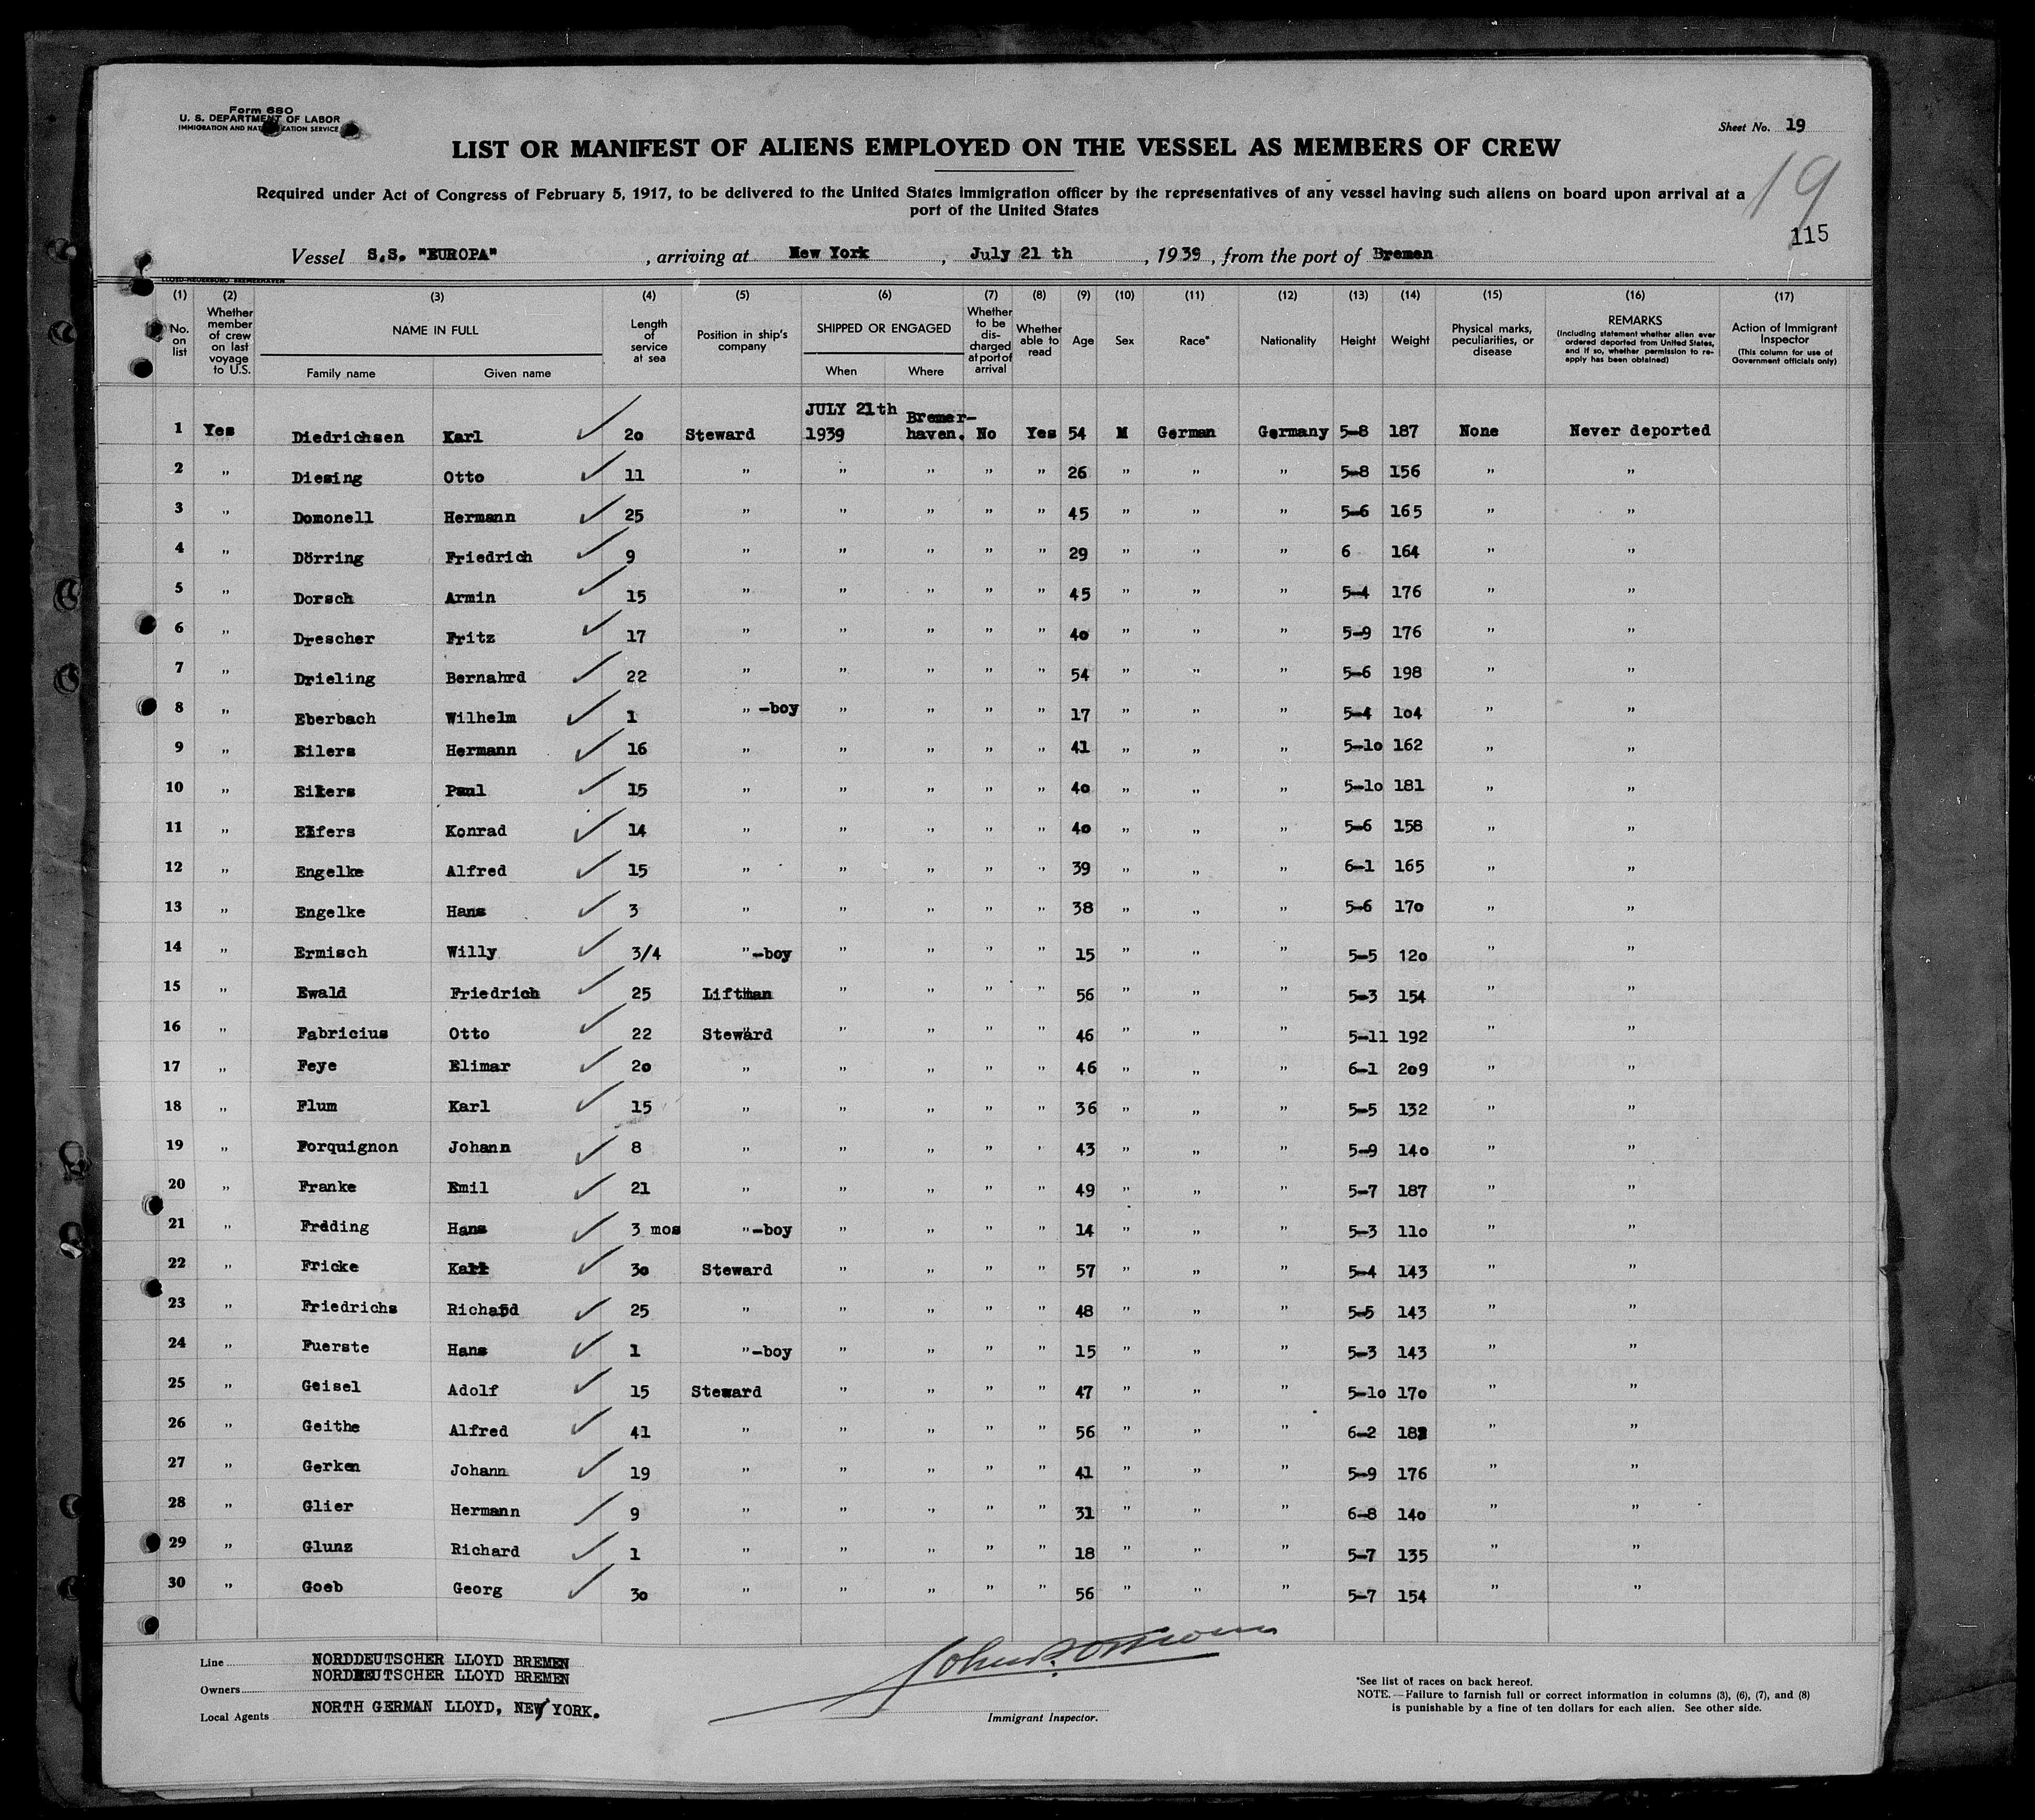 Form 680
U. S. DEPARTMENT OF LABOR
IMMIGRATION AND NATURALIZATION SERVICE
Sheet No. 19
LIST OR MANIFEST OF ALIENS EMPLOYED ON THE VESSEL AS MEMBERS OF CREW
19
Required under Act of Congress of February 5, 1917, to be delivered to the United States immigration officer by the representatives of any vessel having such aliens on board upon arrival at a
port of the United States
115
Vessel S.S. "EUROPA", arriving at New York, July 21 th, 1939, from the port of Bremen
(1) (2) (3) (4) (5) (6) (7) (8) (9) (10) (11) (12) (13) (14) (15) (16) (17)
No. on list
Whether member of crew on last voyage to U.S.
NAME IN FULL
Family name Given name
Length of service at sea
Position in ship's company
SHIPPED OR ENGAGED
When Where
Whether to be discharged at port of arrival
Whether able to read
Age
Sex
Race*
Nationality
Height
Weight
Physical marks, peculiarities, or disease
REMARKS
(Including statement whether alien ever ordered deported from United States, and if so, whether permission to reapply has been obtained)
Action of Immigrant Inspector
(This column for use of Government officials only)
1 Yes Diedrichsen Karl 20 Steward JULY 21th 1939 Bremer-haven. No Yes 54 M German Germany 5-8 187 None Never deported
2 " Diesing Otto 11 " " " " " 26 " " " 5-8 156 " "
3 " Domonell Hermann 25 " " " " " 45 " " " 5-6 165 " "
4 " Dörring Friedrich 9 " " " " " 29 " " " 6 164 " "
5 " Dorsch Armin 15 " " " " " 45 " " " 5-4 176 " "
6 " Drescher Fritz 17 " " " " " 40 " " " 5-9 176 " "
7 " Drieling Bernahrd 22 " " " " " 54 " " " 5-6 198 " "
8 " Eberbach Wilhelm 1 "-boy " " " " 17 " " " 5-4 104 " "
9 " Eilers Hermann 16 " " " " " 41 " " " 5-10 162 " "
10 " Eilers Paul 15 " " " " " 40 " " " 5-10 181 " "
11 " Elfers Konrad 14 " " " " " 40 " " " 5-6 158 " "
12 " Engelke Alfred 15 " " " " " 39 " " " 6-1 165 " "
13 " Engelke Hans 3 " " " " " 38 " " " 5-6 170 " "
14 " Ermisch Willy 3/4 "-boy " " " " 15 " " " 5-5 120 " "
15 " Ewald Friedrich 25 Liftman " " " " 56 " " " 5-3 154 " "
16 " Fabricius Otto 22 Steward " " " " 46 " " " 5-11 192 " "
17 " Feye Elimar 20 " " " " " 46 " " " 6-1 209 " "
18 " Flum Karl 15 " " " " " 36 " " " 5-5 132 " "
19 " Forquignon Johann 8 " " " " " 43 " " " 5-9 140 " "
20 " Franke Emil 21 " " " " " 49 " " " 5-7 187 " "
21 " Freding Hans 3 mos "-boy " " " " 14 " " " 5-3 110 " "
22 " Fricke Karl 30 Steward " " " " 57 " " " 5-4 143 " "
23 " Friedrichs Richard 25 " " " " " 48 " " " 5-5 143 " "
24 " Fuerste Hans 1 "-boy " " " " 15 " " " 5-3 143 " "
25 " Geisel Adolf 15 Steward " " " " 47 " " " 5-10 170 " "
26 " Geithe Alfred 41 " " " " " 56 " " " 6-2 " "
27 " Gerken Johann 19 " " " " " 41 " " " 5-9 176 " "
28 " Glier Hermann 9 " " " " " 31 " " " 6-8 140 " "
29 " Glunz Richard 1 " " " " " 18 " " " 5-7 135 " "
30 " Goeb Georg 30 " " " " " 56 " " " 5-7 154 " "
Line NORDDEUTSCHER LLOYD BREMEN
Owners NORDDEUTSCHER LLOYD BREMEN
Local Agents NORTH GERMAN LLOYD, NEW YORK.
Immigrant Inspector.
*See list of races on back hereof.
NOTE.—Failure to furnish full or correct information in columns (3), (6), (7), and (8)
is punishable by a fine of ten dollars for each alien. See other side.